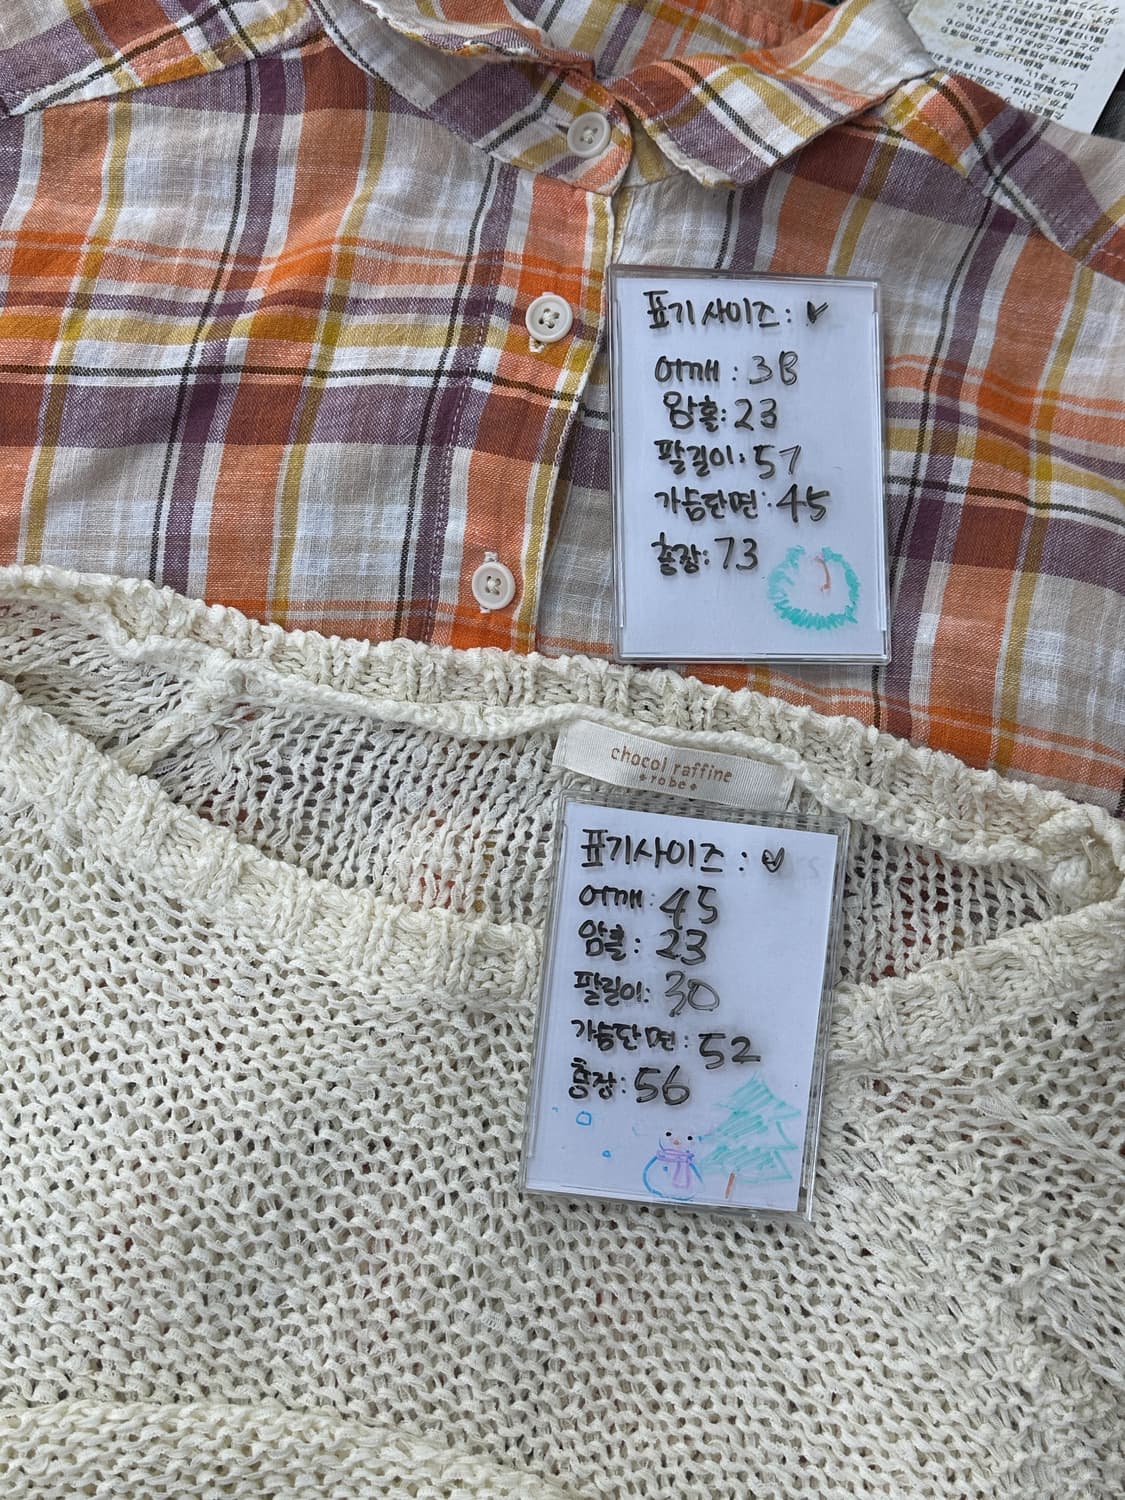 표기사이즈: ♥
어깨: 38
암홀: 23
팔길이: 57
가슴단면: 45
총장: 73
chocol raffine
robe
표기사이즈: ♥
어깨: 45
암홀: 23
팔길이: 30
가슴단면: 52
총장: 56